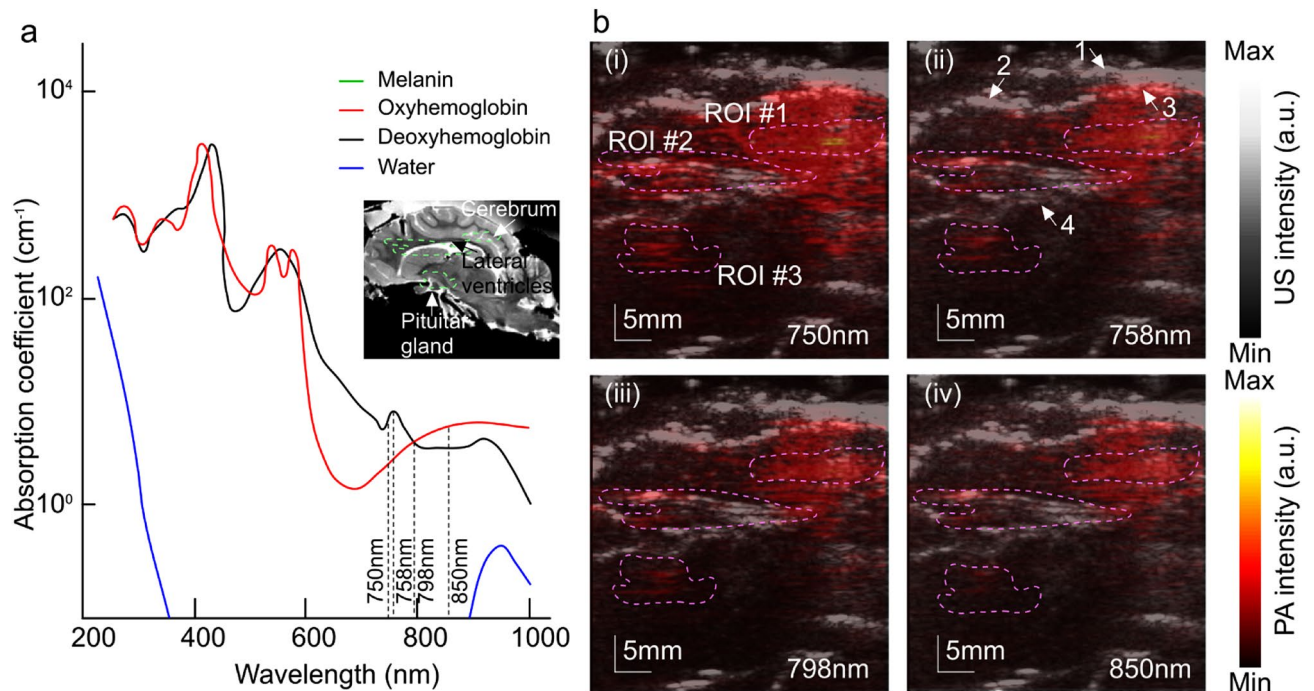 a
10⁴
10²
10⁰
Absorption coefficient (cm⁻¹)
Melanin
Oxyhemoglobin
Deoxyhemoglobin
Water
Cerebrum
Lateral
ventricles
Pituitar
gland
750nm
758nm
798nm
850nm
200
400
600
800
1000
Wavelength (nm)
b
(i)
ROI #1
ROI #2
ROI #3
5mm
750nm
(ii)
1
2
3
4
5mm
758nm
(iii)
5mm
798nm
(iv)
5mm
850nm
Max
US intensity (a.u.)
Min
Max
PA intensity (a.u.)
Min